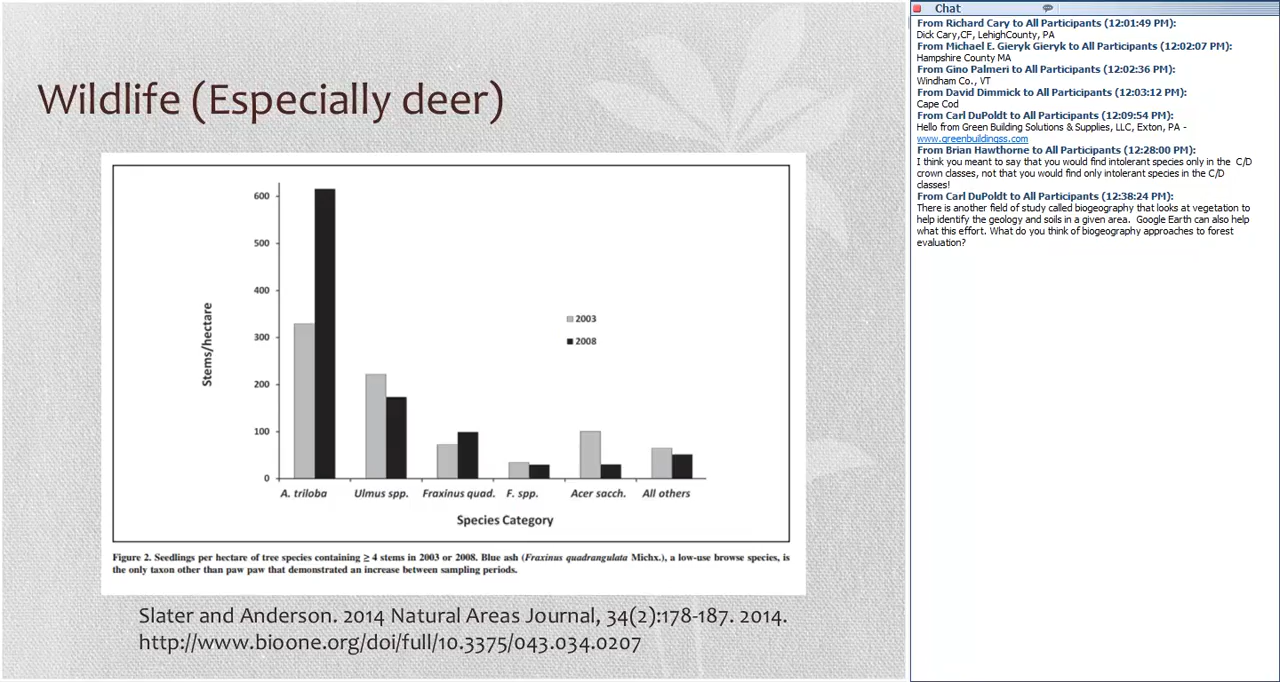 Wildlife (Especially deer)
600
500
400
300
200
100
0
Stems/hectare
2003
2008
A. triloba Ulmus spp. Fraxinus quad. F. spp. Acer sacch. All others
Species Category
Figure 2. Seedlings per hectare of tree species containing ≥ 4 stems in 2003 or 2008. Blue ash (Fraxinus quadrangulata Michx.), a low-use browse species, is
the only taxon other than paw paw that demonstrated an increase between sampling periods.
Slater and Anderson. 2014 Natural Areas Journal, 34(2):178-187. 2014.
http://www.bioone.org/doi/full/10.3375/043.034.0207
Chat
From Richard Cary to All Participants (12:01:49 PM):
Dick Cary,CF, LehighCounty, PA
From Michael E. Gieryk Gieryk to All Participants (12:02:07 PM):
Hampshire County MA
From Gino Palmeri to All Participants (12:02:36 PM):
Windham Co., VT
From David Dimmick to All Participants (12:03:12 PM):
Cape Cod
From Carl DuPoldt to All Participants (12:09:54 PM):
Hello from Green Building Solutions & Supplies, LLC, Exton, PA -
www.greenbuildingss.com
From Brian Hawthorne to All Participants (12:28:00 PM):
I think you meant to say that you would find intolerant species only in the C/D
crown classes, not that you would find only intolerant species in the C/D
classes!
From Carl DuPoldt to All Participants (12:38:24 PM):
There is another field of study called biogeography that looks at vegetation to
help identify the geology and soils in a given area. Google Earth can also help
what this effort. What do you think of biogeography approaches to forest
evaluation?